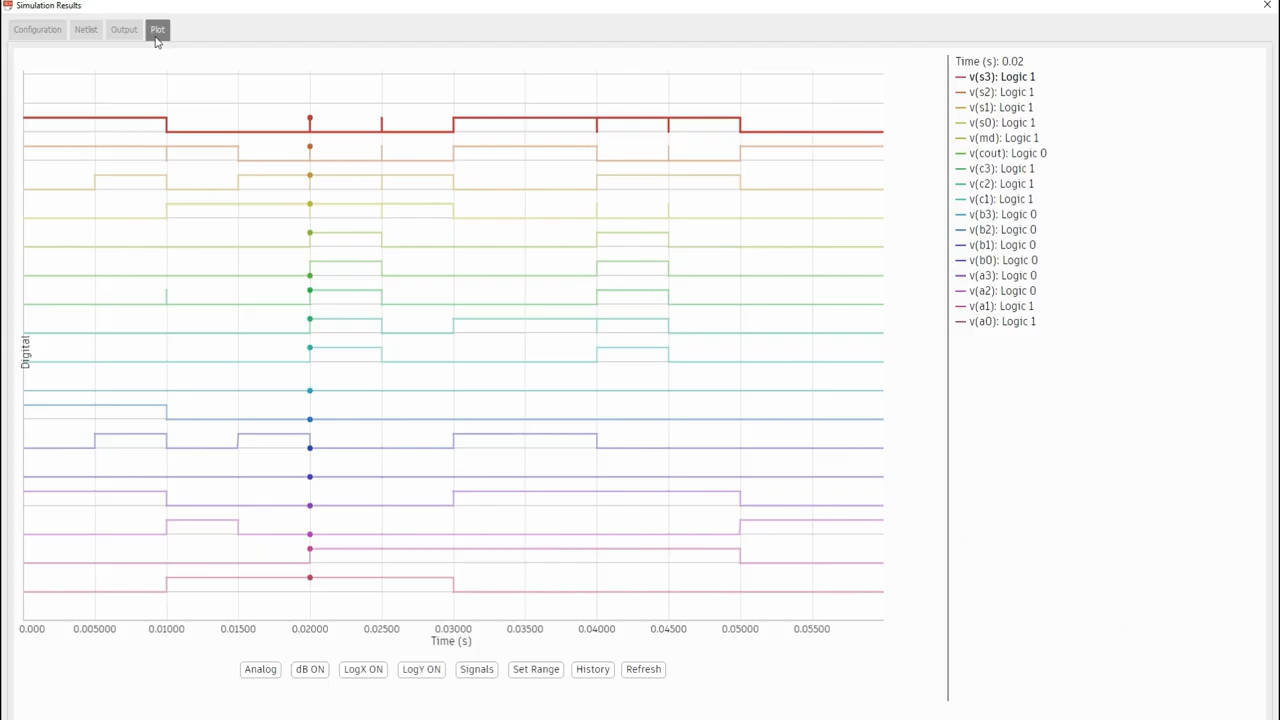 Simulation Results
Configuration Netlist Output Plot
Time (s): 0.02
v(s3): Logic 1
v(s2): Logic 1
v(s1): Logic 1
v(s0): Logic 1
v(md): Logic 1
v(cout): Logic 0
v(c3): Logic 1
v(c2): Logic 1
v(c1): Logic 1
v(b3): Logic 0
v(b2): Logic 0
v(b1): Logic 0
v(b0): Logic 0
v(a3): Logic 0
v(a2): Logic 0
v(a1): Logic 1
v(a0): Logic 1
Digital
0.000 0.005000 0.01000 0.01500 0.02000 0.02500 0.03000 0.03500 0.04000 0.04500 0.05000 0.05500
Time (s)
Analog dB ON LogX ON LogY ON Signals Set Range History Refresh